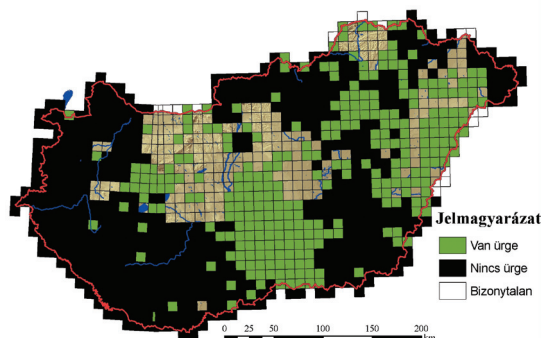 Jelmagyarázat
Van ürge
Nincs ürge
Bizonytalan
0 25 50 100 150 200
km